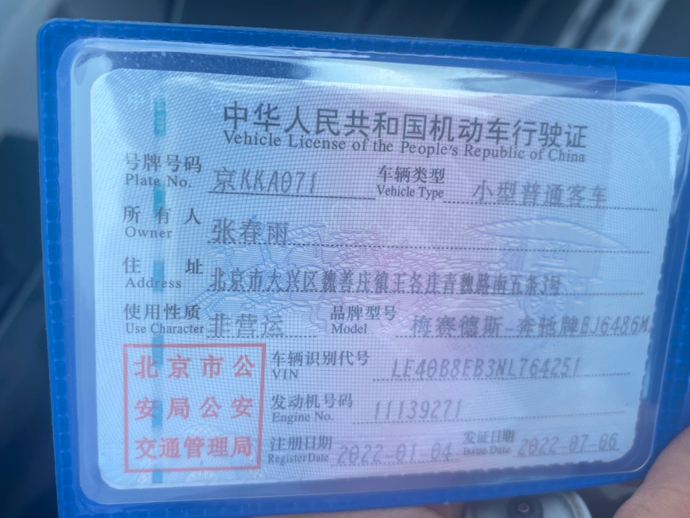 中华人民共和国机动车行驶证
Vehicle License of the People's Republic of China
号牌号码 京KKA071 车辆类型 小型普通客车
Plate No. Vehicle Type
所有人 张春雨
Owner
住址 北京市大兴区魏善庄镇王各庄青魏路南五条3号
Address
使用性质 非营运 品牌型号 梅赛德斯-奔驰牌BJ6486M
Use Character Model
北京市公 车辆识别代号 LE40B8FB3NL764251
VIN
安局公安 发动机号码 11139271
Engine No.
交通管理局 注册日期 2022-01-04 发证日期 2022-07-06
Register Date Issue Date